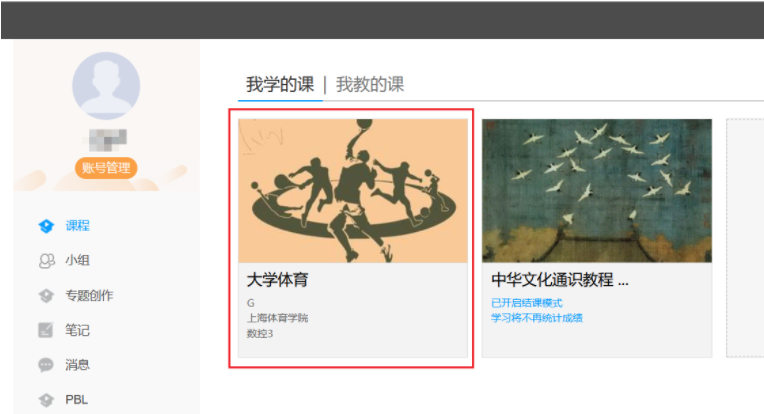 我学的课 | 我教的课
账号管理
课程
小组
专题创作
笔记
消息
PBL
大学体育
G
上海体育学院
数控3
中华文化通识教程 ...
已开启结课模式
学习将不再统计成绩